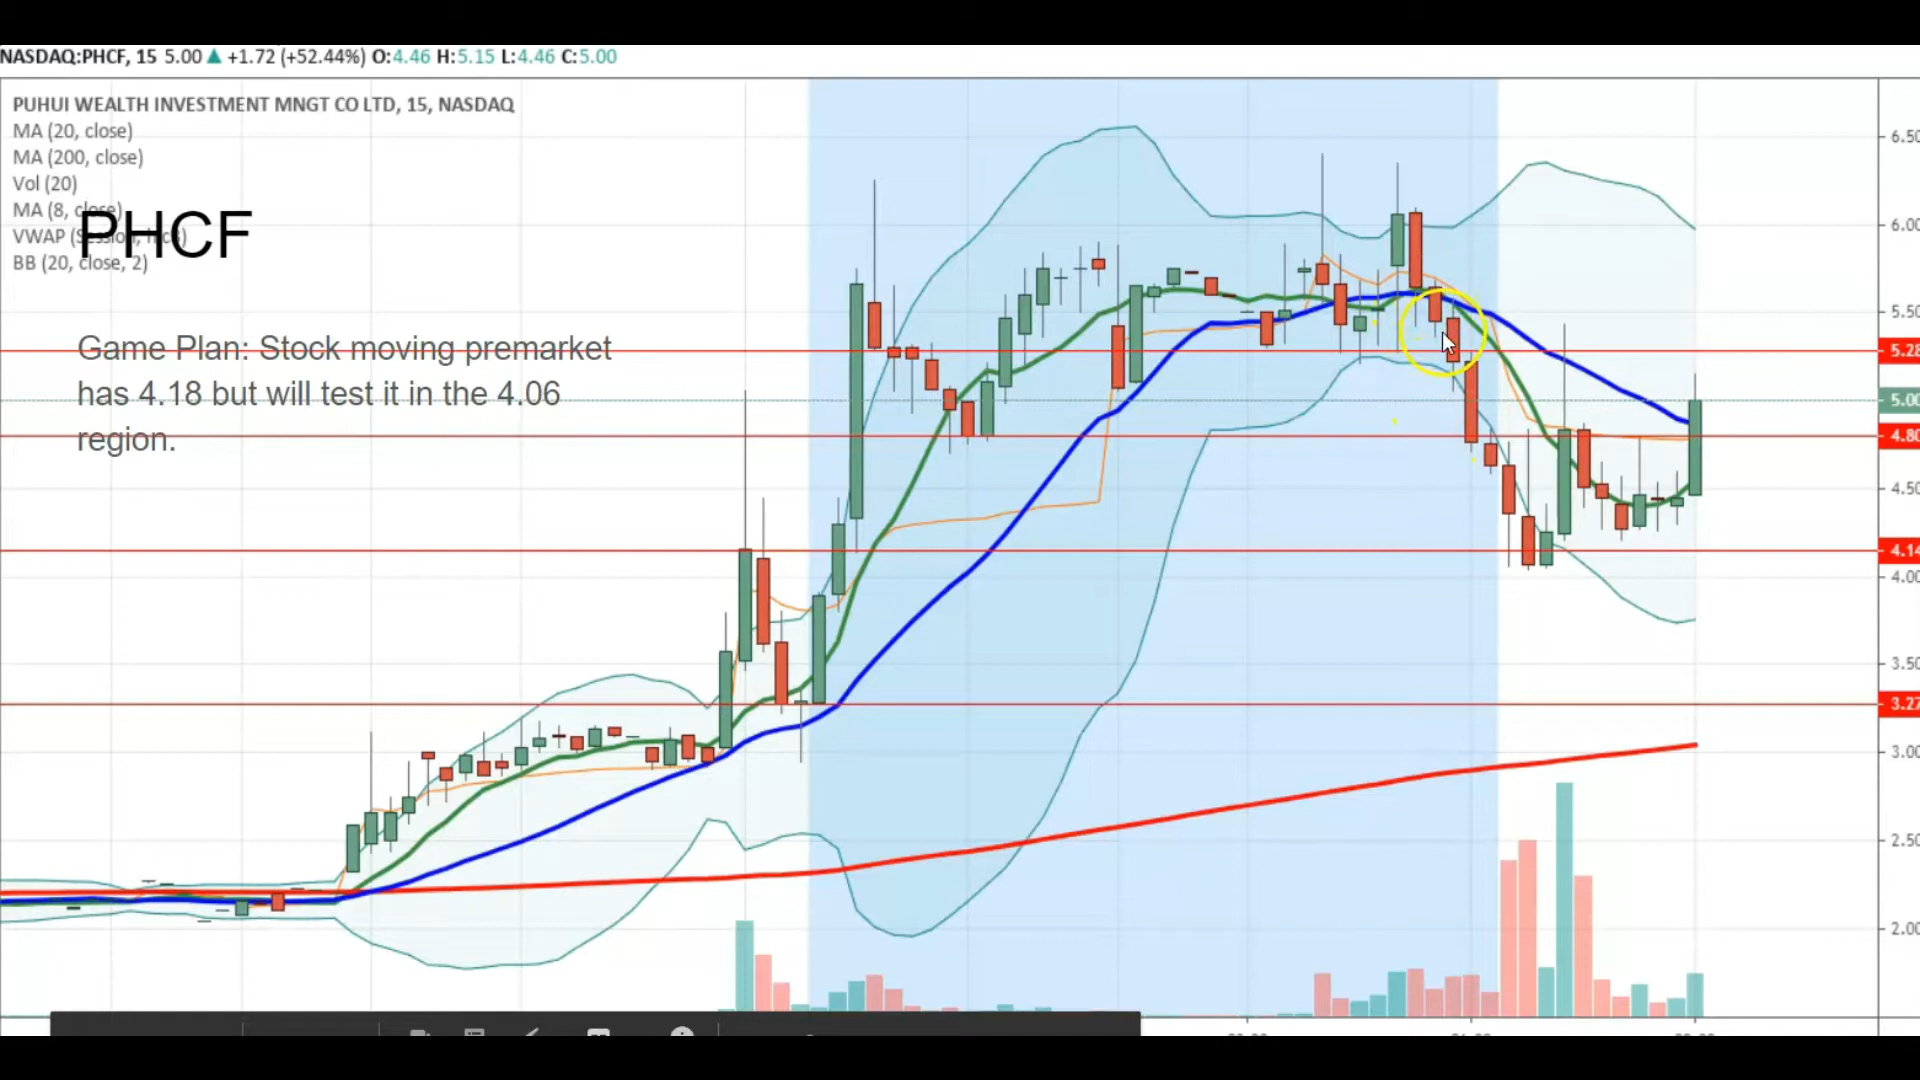 NASDAQ:PHCF, 15 5.00 ▲ +1.72 (+52.44%) O:4.46 H:5.15 L:4.46 C:5.00
PUHUI WEALTH INVESTMENT MNGT CO LTD, 15, NASDAQ
MA (20, close)
MA (200, close)
Vol (20)
MA (8, close)
PHCF
VWAP (Session,
BB (20, close, 2)
Game Plan: Stock moving premarket
has 4.18 but will test it in the 4.06
region.
6.50
6.00
5.50
5.28
5.00
4.80
4.50
4.14
4.00
3.50
3.27
3.00
2.50
2.00